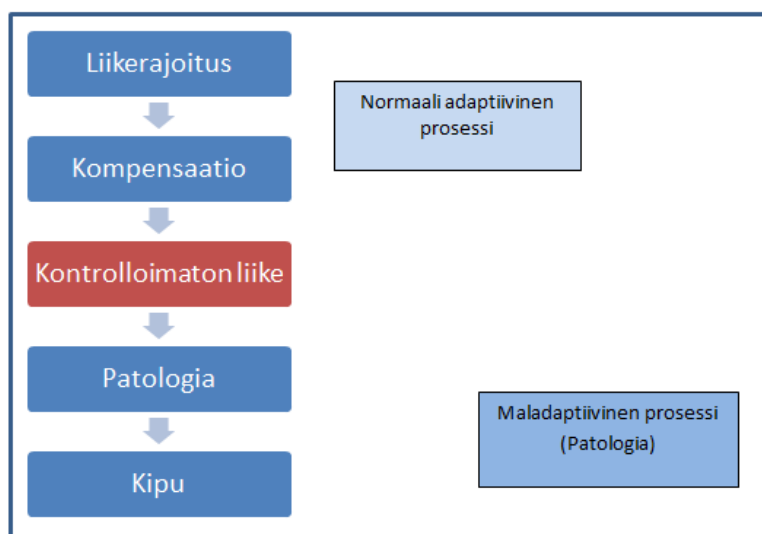 Liikerajoitus
Normaali adaptiivinen
prosessi
Kompensaatio
Kontrolloimaton liike
Patologia
Maladaptiivinen prosessi
(Patologia)
Kipu